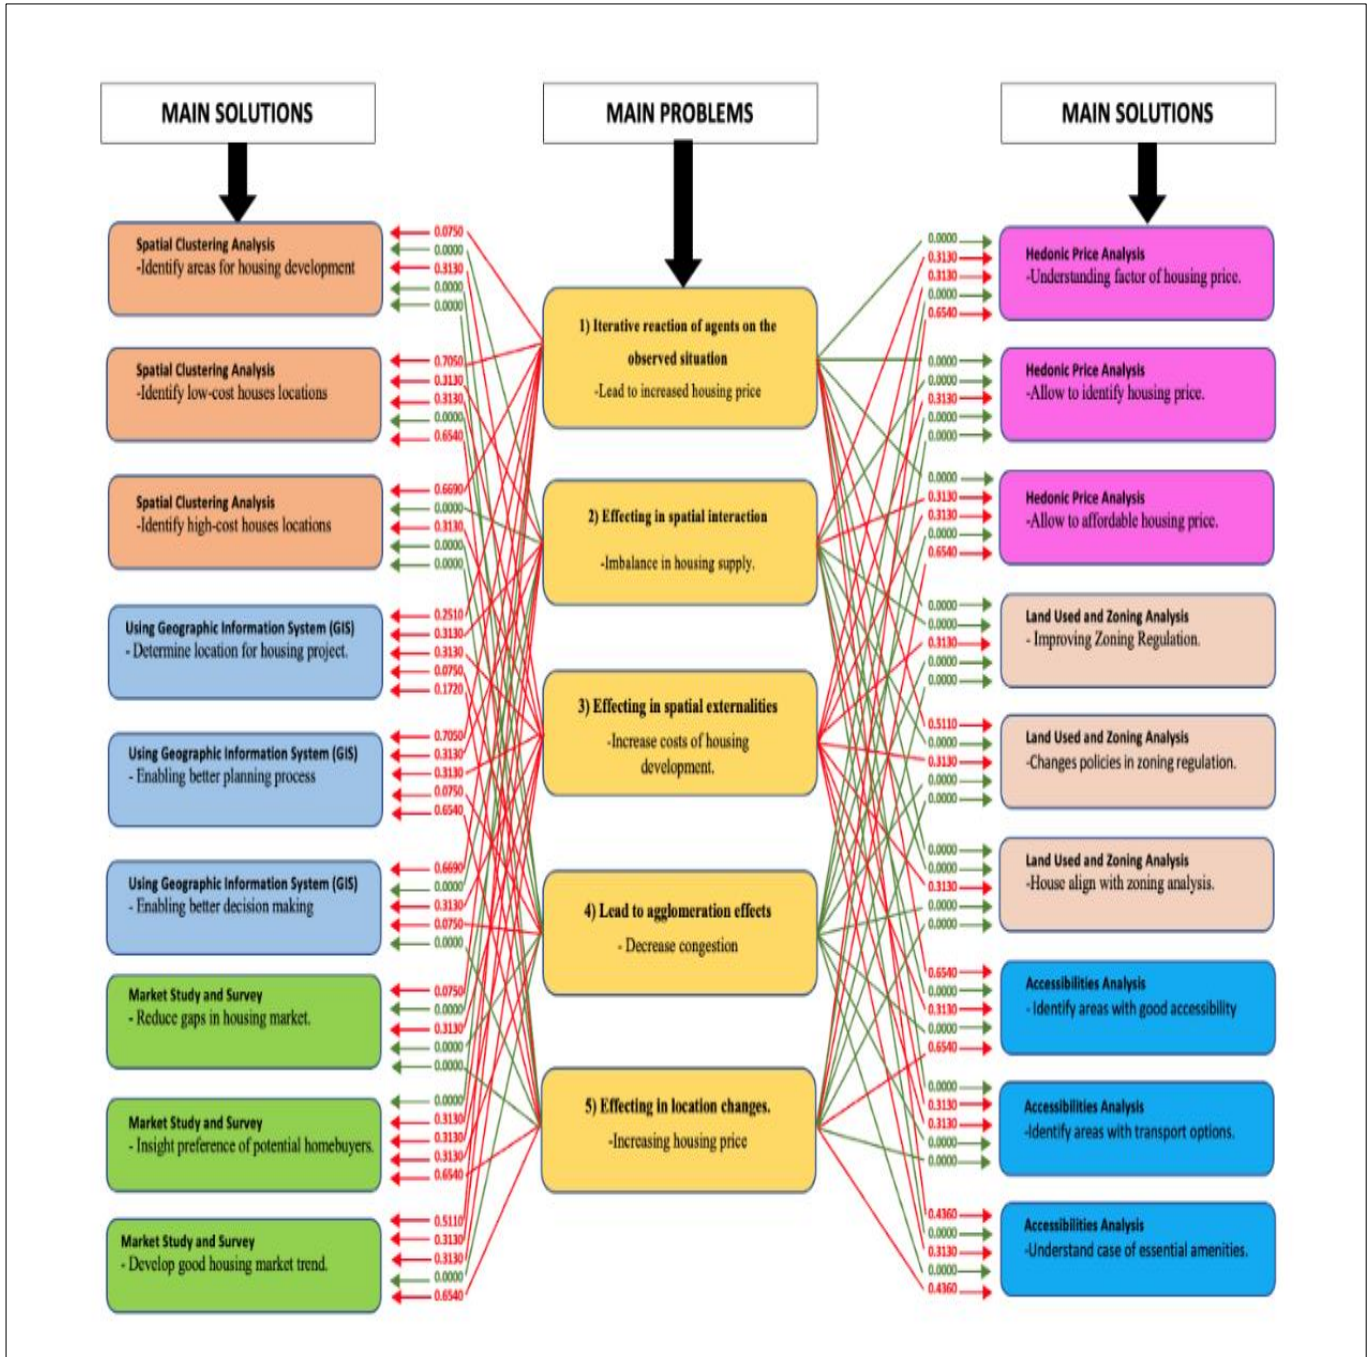 MAIN SOLUTIONS
Spatial Clustering Analysis
-Identify areas for housing development
0.0750
0.0000
0.3130
0.0000
0.0000
Spatial Clustering Analysis
- Identify low-cost houses locations
0.7050
0.3130
0.3130
0.0000
0.6540
Spatial Clustering Analysis
-Identify high-cost houses locations
0.6690
0.0000
0.3130
0.0000
0.0000
Using Geographic Information System (GIS)
- Determine location for housing project.
0.2510
0.3130
0.3130
0.0750
0.1720
Using Geographic Information System (GIS)
- Enabling better planning process
0.7050
0.3130
0.3130
0.0750
0.6540
Using Geographic Information System (GIS)
- Enabling better decision making
0.6690
0.0000
0.3130
0.0750
0.0000
Market Study and Survey
- Reduce gaps in housing market.
0.0750
0.0000
0.3130
0.0000
0.0000
Market Study and Survey
- Insight preference of potential homebuyers.
0.0000
0.3130
0.3130
0.3130
0.6540
Market Study and Survey
- Develop good housing market trend.
0.5110
0.3130
0.3130
0.0000
0.6540
MAIN PROBLEMS
1) Iterative reaction of agents on the
observed situation
-Lead to increased housing price
2) Effecting in spatial interaction
-Imbalance in housing supply.
3) Effecting in spatial externalities
-Increase costs of housing
development.
4) Lead to agglomeration effects
- Decrease congestion
5) Effecting in location changes.
-Increasing housing price
MAIN SOLUTIONS
0.0000
0.3130
0.3130
0.0000
0.6540
Hedonic Price Analysis
-Understanding factor of housing price.
0.0000
0.0000
0.3130
0.0000
0.0000
Hedonic Price Analysis
-Allow to identify housing price.
0.0000
0.3130
0.3130
0.0000
0.6540
Hedonic Price Analysis
-Allow to affordable housing price.
0.0000
0.0000
0.3130
0.0000
0.0000
Land Used and Zoning Analysis
- Improving Zoning Regulation.
0.5110
0.0000
0.3130
0.0000
0.0000
Land Used and Zoning Analysis
-Changes policies in zoning regulation.
0.0000
0.0000
0.3130
0.0000
0.0000
Land Used and Zoning Analysis
-House align with zoning analysis.
0.6540
0.0000
0.3130
0.0000
0.6540
Accessibilities Analysis
- Identify areas with good accessibility
0.0000
0.3130
0.3130
0.0000
0.0000
Accessibilities Analysis
-Identify areas with transport options.
0.4360
0.0000
0.3130
0.0000
0.4360
Accessibilities Analysis
-Understand case of essential amenities.